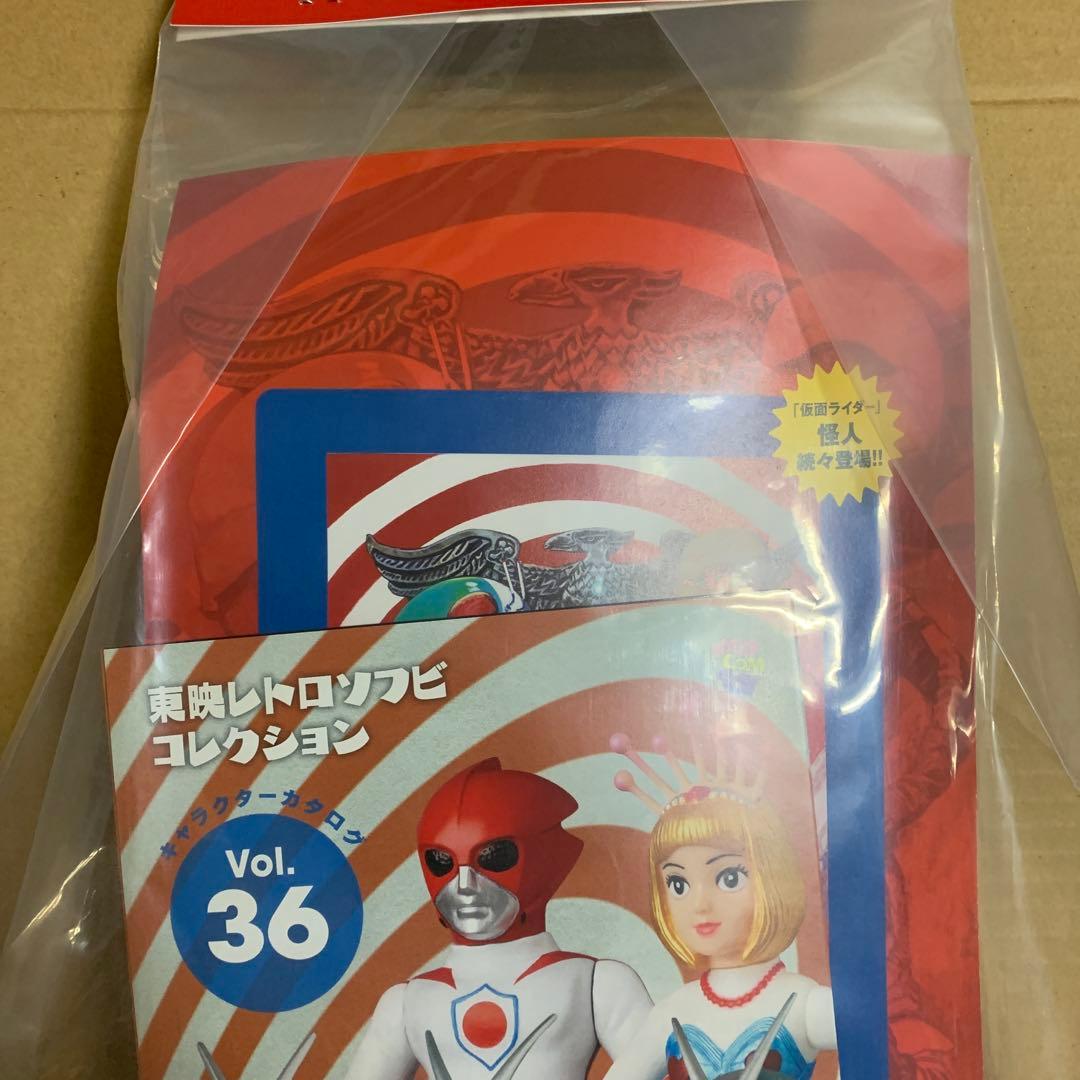 「仮面ライダー」
怪人
続々登場!!
東映レトロソフビ
コレクション
キャラクターカタログ
Vol.
36